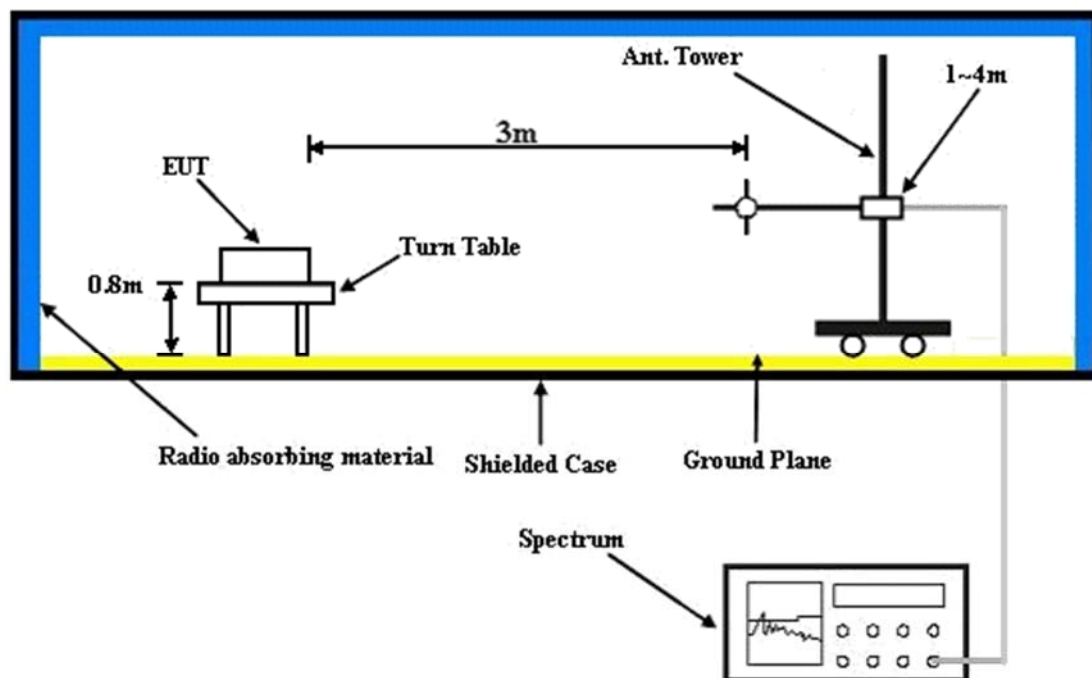 Ant. Tower
1~4m
3m
EUT
Turn Table
0.8m
Radio absorbing material
Shielded Case
Ground Plane
Spectrum